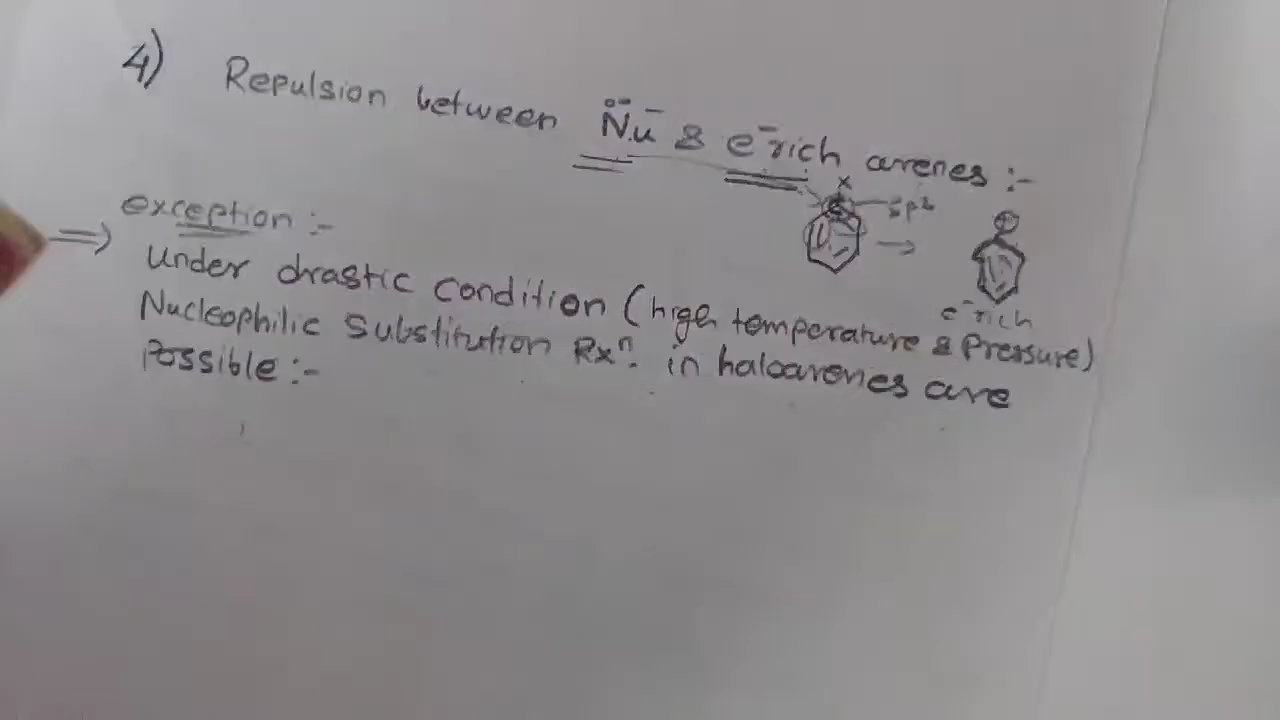 4) Repulsion between N̈u⁻ & e⁻rich arenes :-
X
sp²
⊕
e⁻rich
exception :-
⇒ Under drastic condition (high temperature & Pressure)
Nucleophilic Substitution Rxⁿ. in haloarenes are
Possible :-